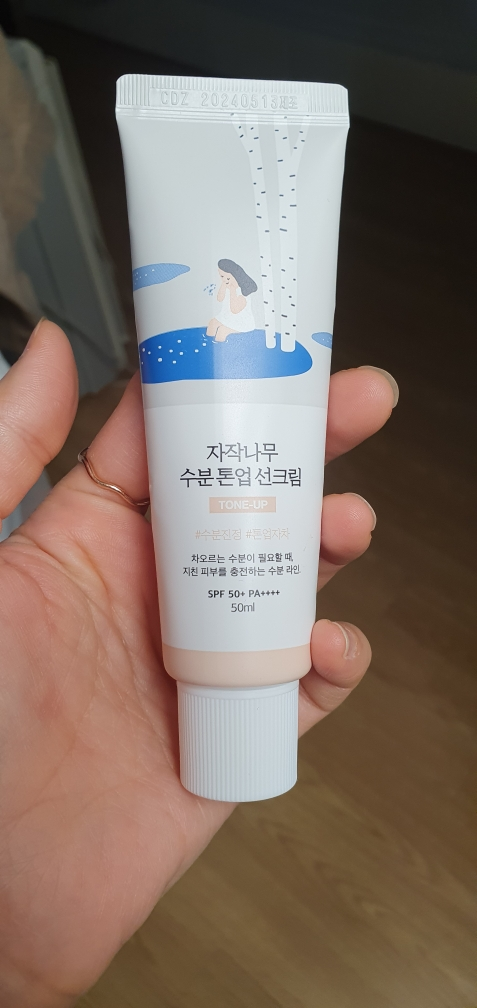 CDZ 20240513제조
자작나무
수분 톤업 선크림
TONE-UP
#수분진정 #톤업자차
차오르는 수분이 필요할 때,
지친 피부를 충전하는 수분 라인.
SPF 50+ PA++++
50ml